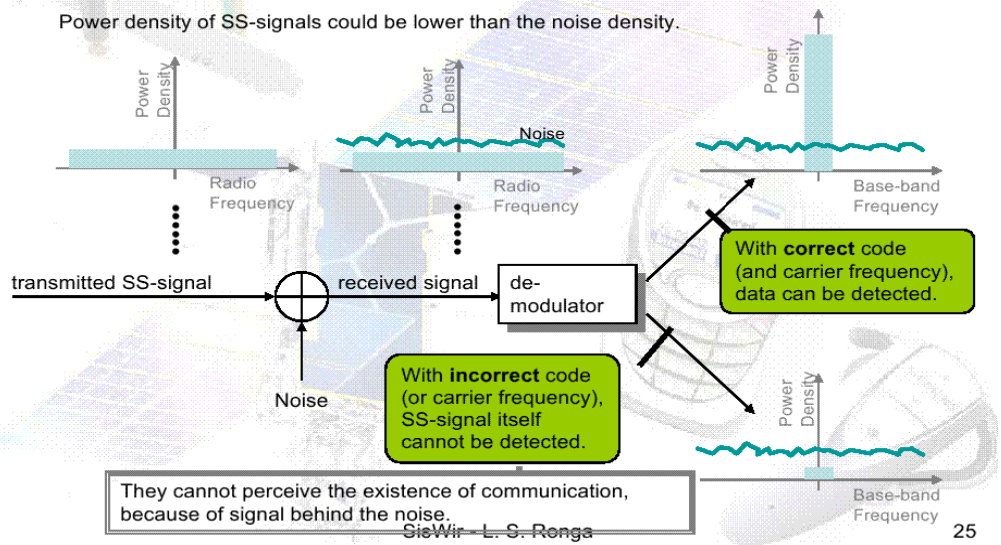 Power density of SS-signals could be lower than the noise density.
Power
Density
Radio
Frequency
Power
Density
Noise
Radio
Frequency
Power
Density
Base-band
Frequency
transmitted SS-signal
received signal
de-
modulator
Noise
With correct code
(and carrier frequency),
data can be detected.
With incorrect code
(or carrier frequency),
SS-signal itself
cannot be detected.
Power
Density
Base-band
Frequency
They cannot perceive the existence of communication,
because of signal behind the noise.
SisWir - L. S. Ronga
25